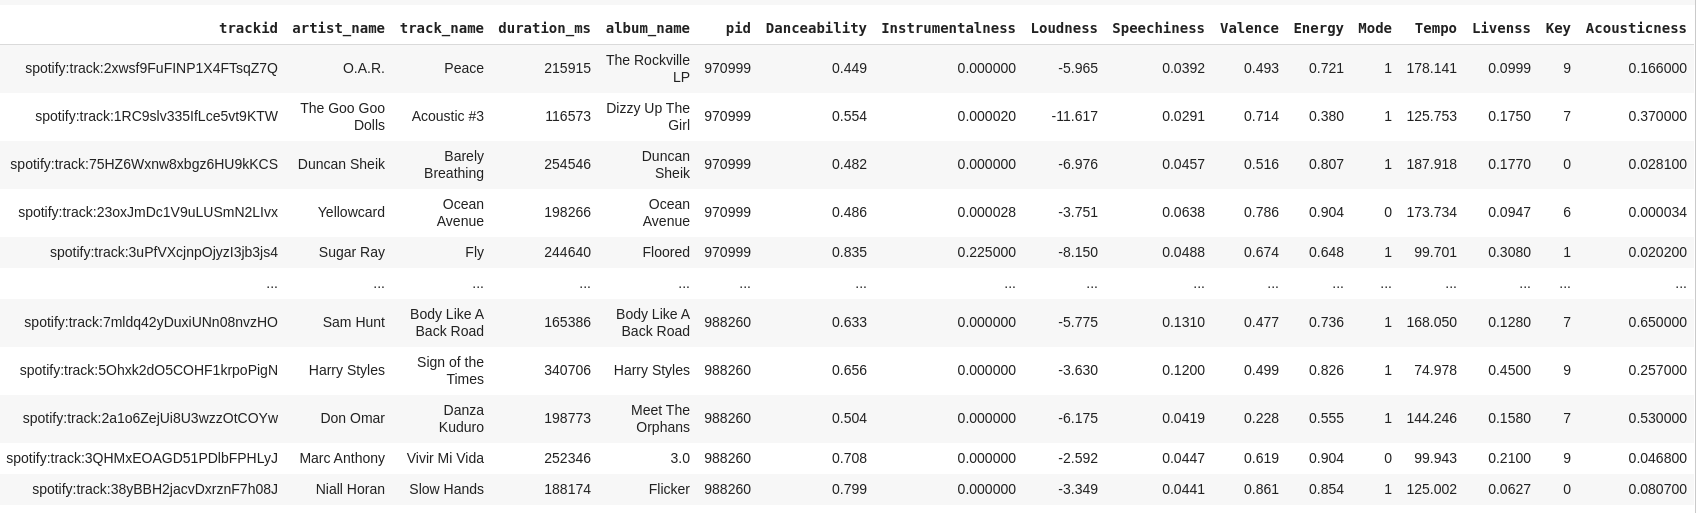 trackid artist_name track_name duration_ms album_name pid Danceability Instrumentalness Loudness Speechiness Valence Energy Mode Tempo Livenss Key Acousticness
spotify:track:2xwsf9FuFINP1X4FTsqZ7Q O.A.R. Peace 215915 The Rockville LP 970999 0.449 0.000000 -5.965 0.0392 0.493 0.721 1 178.141 0.0999 9 0.166000
spotify:track:1RC9slv335IfLce5vt9KTW The Goo Goo Dolls Acoustic #3 116573 Dizzy Up The Girl 970999 0.554 0.000020 -11.617 0.0291 0.714 0.380 1 125.753 0.1750 7 0.370000
spotify:track:75HZ6Wxnw8xbgz6HU9kKCS Duncan Sheik Barely Breathing 254546 Duncan Sheik 970999 0.482 0.000000 -6.976 0.0457 0.516 0.807 1 187.918 0.1770 0 0.028100
spotify:track:23oxJmDc1V9uLUSmN2LIvx Yellowcard Ocean Avenue 198266 Ocean Avenue 970999 0.486 0.000028 -3.751 0.0638 0.786 0.904 0 173.734 0.0947 6 0.000034
spotify:track:3uPfVXcjnpOjyzI3jb3js4 Sugar Ray Fly 244640 Floored 970999 0.835 0.225000 -8.150 0.0488 0.674 0.648 1 99.701 0.3080 1 0.020200
... ... ... ... ... ... ... ... ... ... ... ... ... ... ... ... ...
spotify:track:7mldq42yDuxiUNn08nvzHO Sam Hunt Body Like A Back Road 165386 Body Like A Back Road 988260 0.633 0.000000 -5.775 0.1310 0.477 0.736 1 168.050 0.1280 7 0.650000
spotify:track:5Ohxk2dO5COHF1krpoPigN Harry Styles Sign of the Times 340706 Harry Styles 988260 0.656 0.000000 -3.630 0.1200 0.499 0.826 1 74.978 0.4500 9 0.257000
spotify:track:2a1o6ZejUi8U3wzzOtCOYw Don Omar Danza Kuduro 198773 Meet The Orphans 988260 0.504 0.000000 -6.175 0.0419 0.228 0.555 1 144.246 0.1580 7 0.530000
spotify:track:3QHMxEOAGD51PDlbFPHLyJ Marc Anthony Vivir Mi Vida 252346 3.0 988260 0.708 0.000000 -2.592 0.0447 0.619 0.904 0 99.943 0.2100 9 0.046800
spotify:track:38yBBH2jacvDxrznF7h08J Niall Horan Slow Hands 188174 Flicker 988260 0.799 0.000000 -3.349 0.0441 0.861 0.854 1 125.002 0.0627 0 0.080700